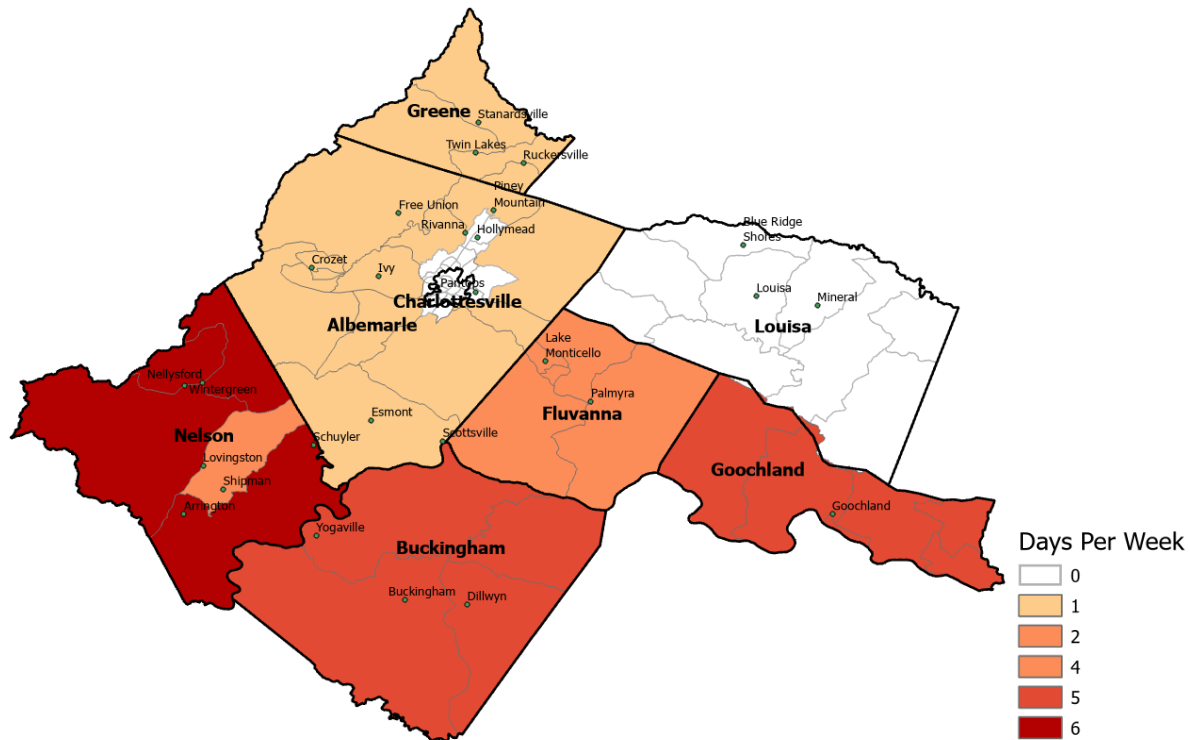 Greene
Stanardsville
Twin Lakes
Ruckersville
Piney
Mountain
Free Union
Rivanna
Hollymead
Blue Ridge
Shores
Crozet
Ivy
Pantops
Charlottesville
Louisa
Mineral
Albemarle
Louisa
Lake
Monticello
Nellysford
Wintergreen
Palmyra
Esmont
Fluvanna
Nelson
Schuyler
Scottsville
Lovingston
Goochland
Shipman
Arrington
Goochland
Yogaville
Buckingham
Buckingham
Dillwyn
Days Per Week
0
1
2
4
5
6